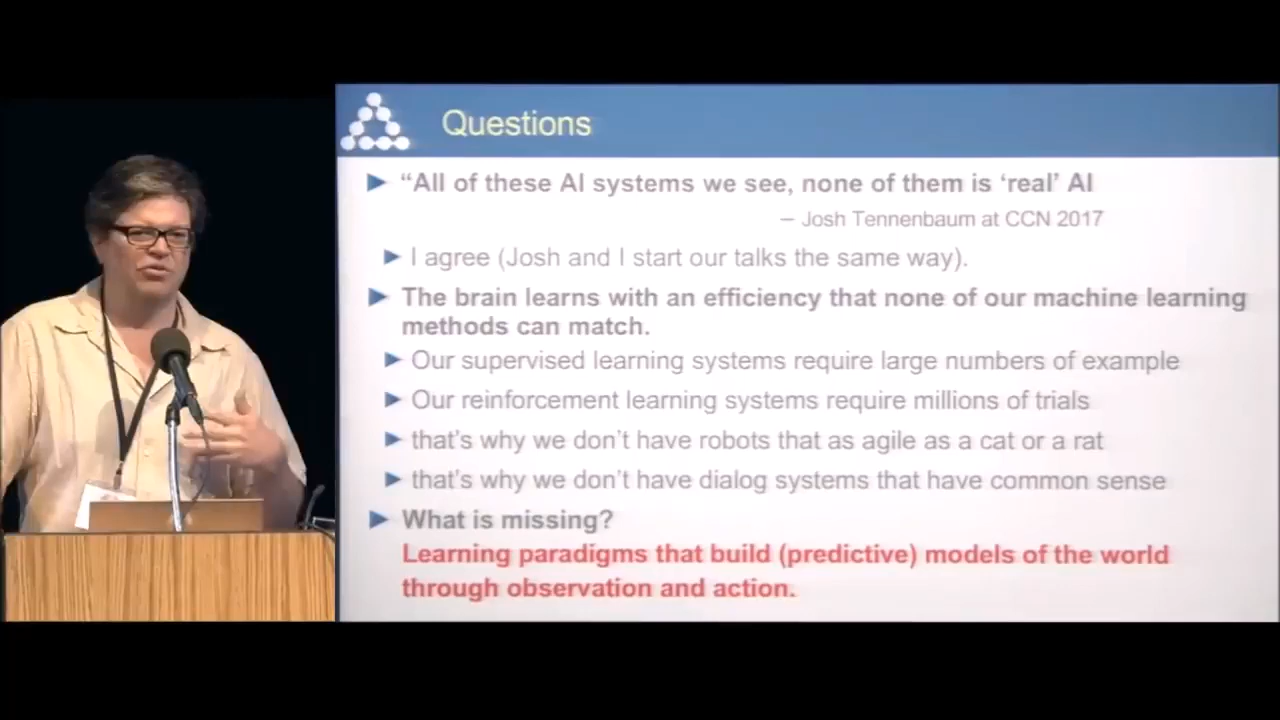 Questions
“All of these AI systems we see, none of them is ‘real’ AI
– Josh Tennenbaum at CCN 2017
I agree (Josh and I start our talks the same way).
The brain learns with an efficiency that none of our machine learning
methods can match.
Our supervised learning systems require large numbers of example
Our reinforcement learning systems require millions of trials
that's why we don't have robots that as agile as a cat or a rat
that's why we don't have dialog systems that have common sense
What is missing?
Learning paradigms that build (predictive) models of the world
through observation and action.